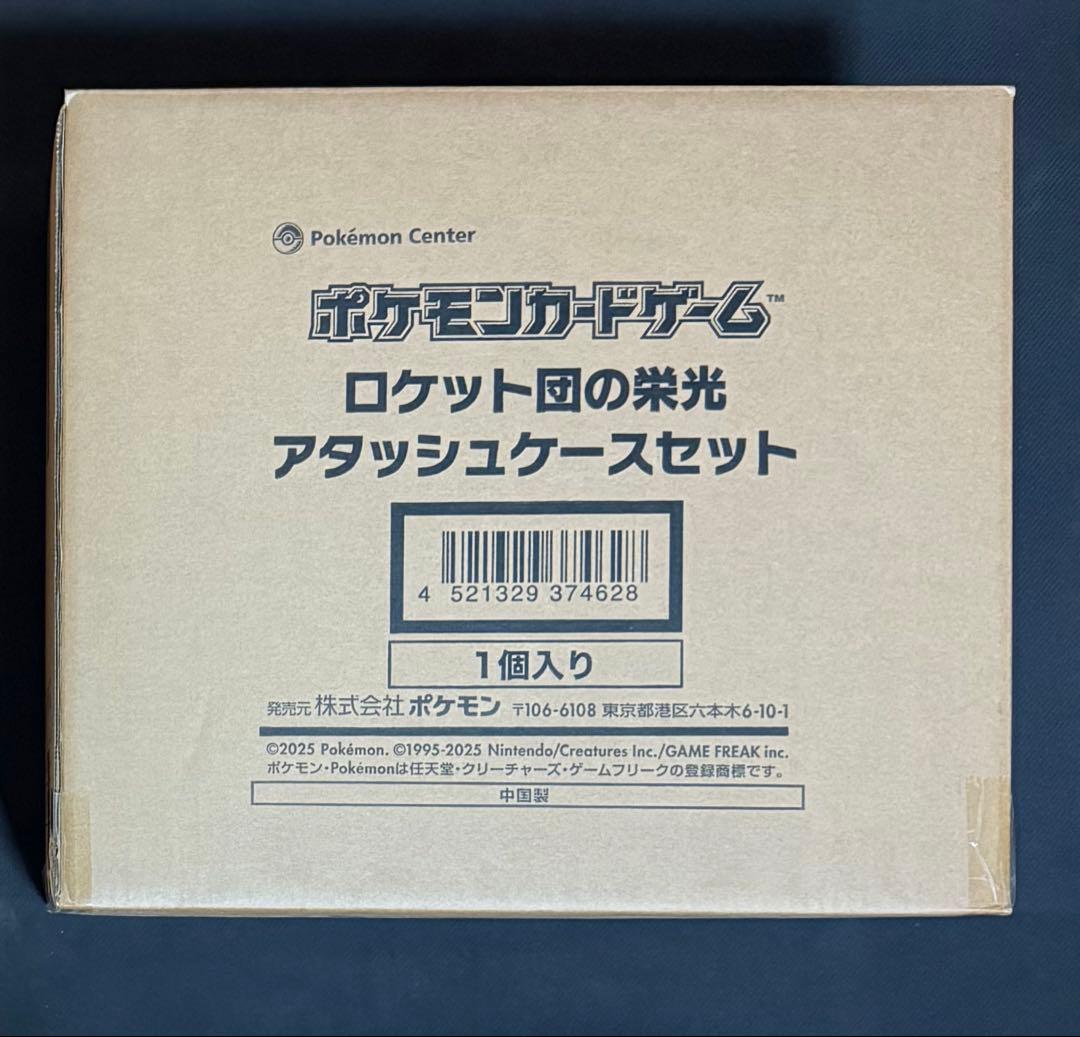 Pokémon Center
ポケモンカードゲーム™
ロケット団の栄光
アタッシュケースセット
4 521329 374628
1個入り
発売元 株式会社ポケモン 〒106-6108 東京都港区六本木6-10-1
©2025 Pokémon. ©1995-2025 Nintendo/Creatures Inc./GAME FREAK inc.
ポケモン・Pokémonは任天堂・クリーチャーズ・ゲームフリークの登録商標です。
中国製